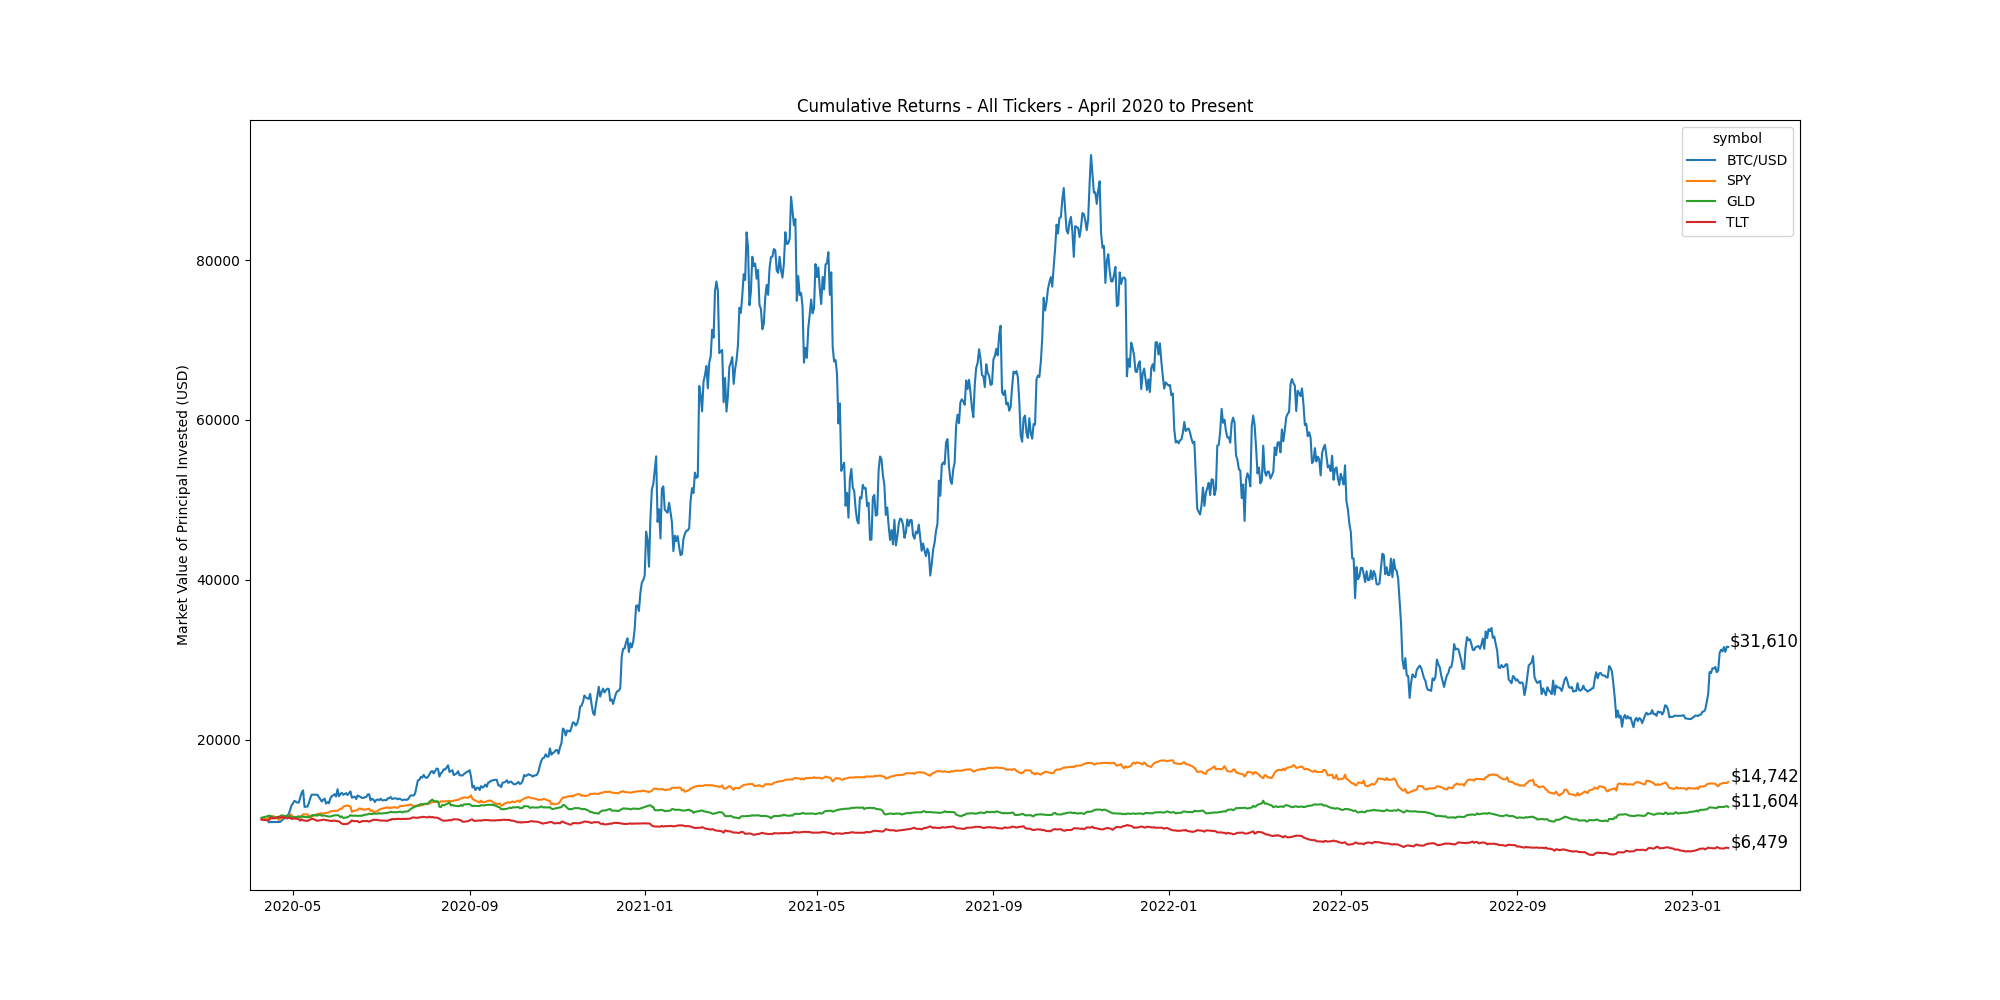 Cumulative Returns - All Tickers - April 2020 to Present
symbol
BTC/USD
SPY
GLD
TLT
Market Value of Principal Invested (USD)
80000
60000
40000
20000
$31,610
$14,742
$11,604
$6,479
2020-05 2020-09 2021-01 2021-05 2021-09 2022-01 2022-05 2022-09 2023-01